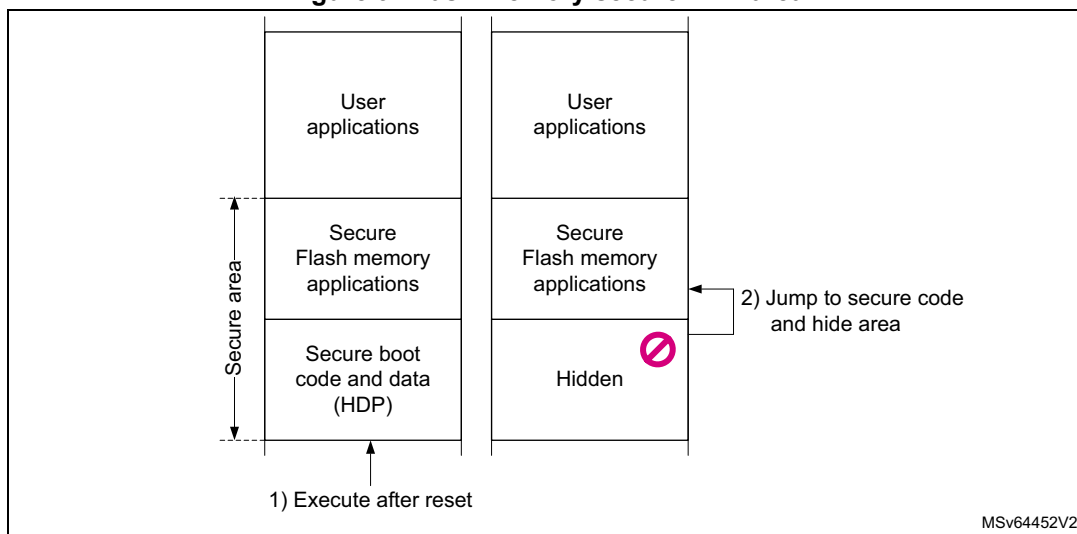 User
applications
User
applications
Secure area
Secure
Flash memory
applications
Secure
Flash memory
applications
2) Jump to secure code
and hide area
Secure boot
code and data
(HDP)
Hidden
1) Execute after reset
MSv64452V2